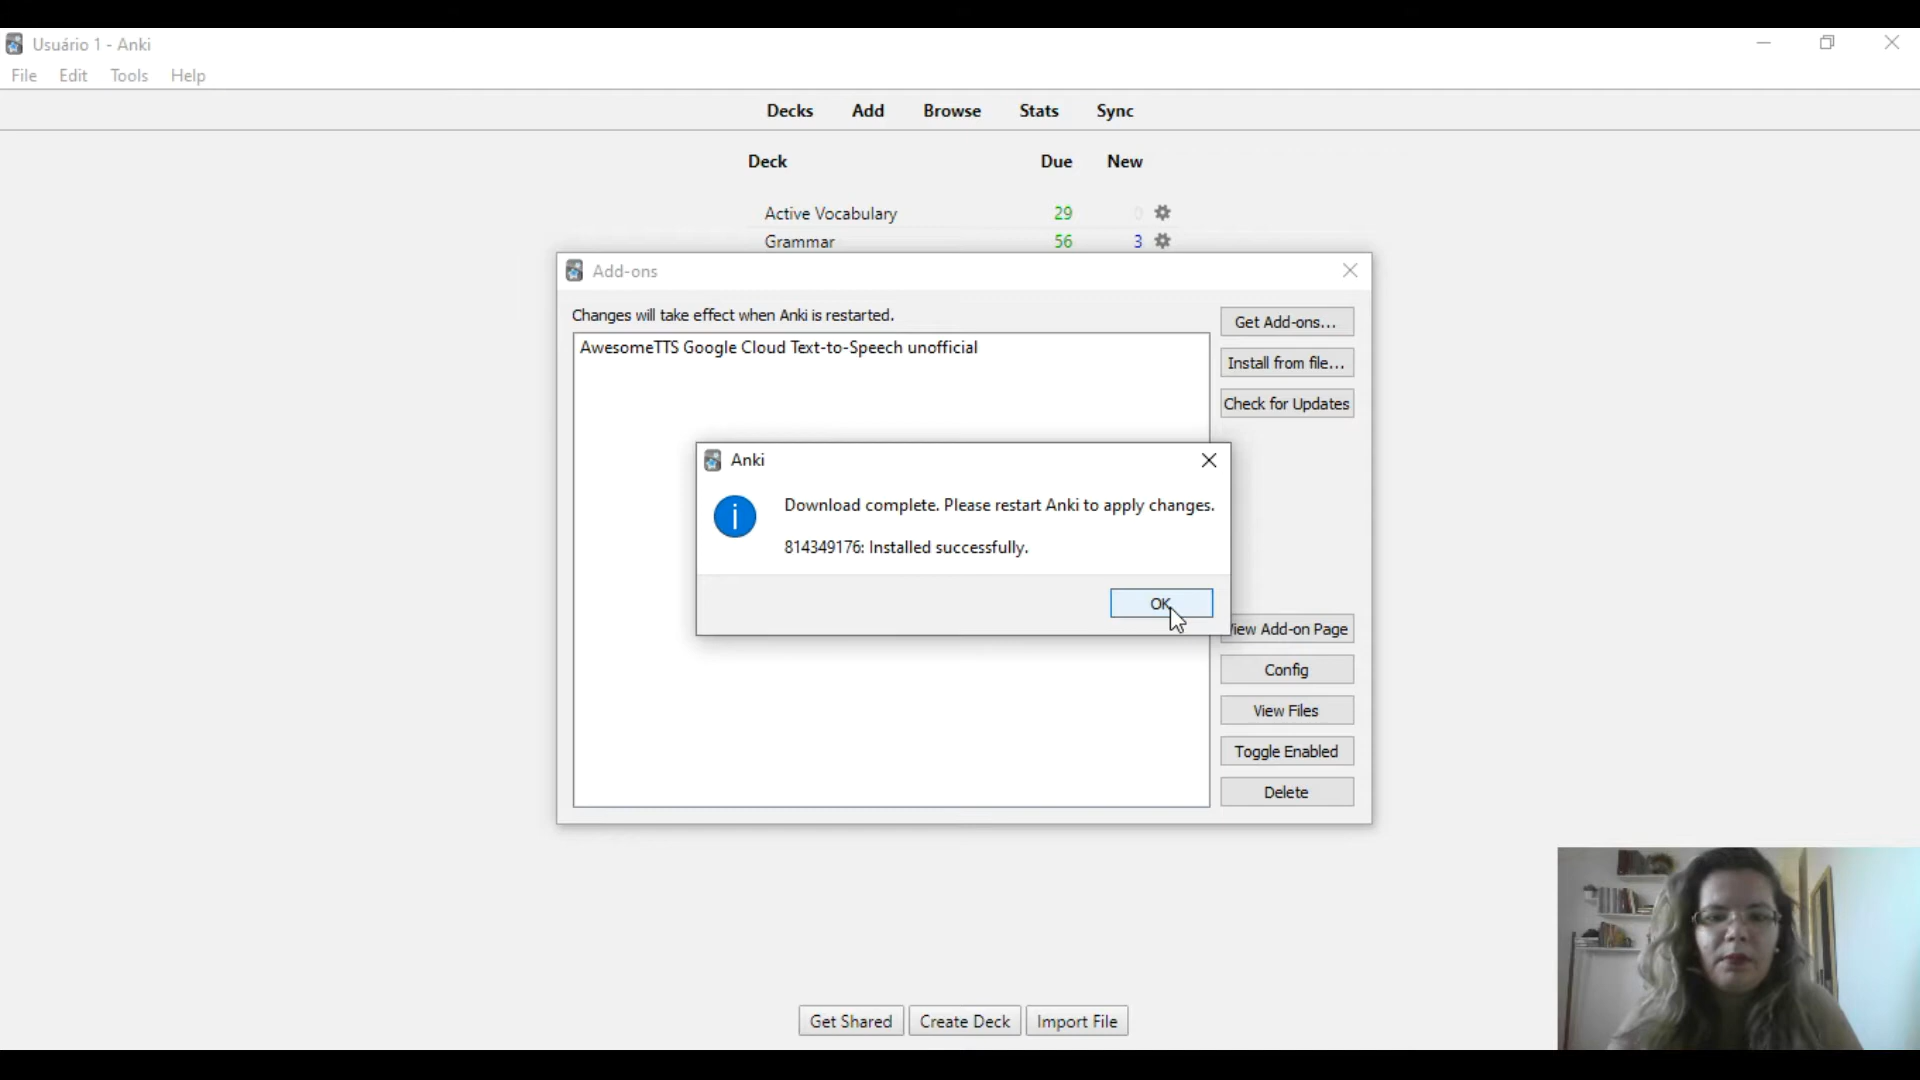 Usuário 1 - Anki
File Edit Tools Help
Decks Add Browse Stats Sync
Deck Due New
Active Vocabulary 29 0
Grammar 56 3
Add-ons
Changes will take effect when Anki is restarted.
Get Add-ons...
AwesomeTTS Google Cloud Text-to-Speech unofficial
Install from file...
Check for Updates
Anki
Download complete. Please restart Anki to apply changes.
814349176: Installed successfully.
OK
View Add-on Page
Config
View Files
Toggle Enabled
Delete
Get Shared Create Deck Import File